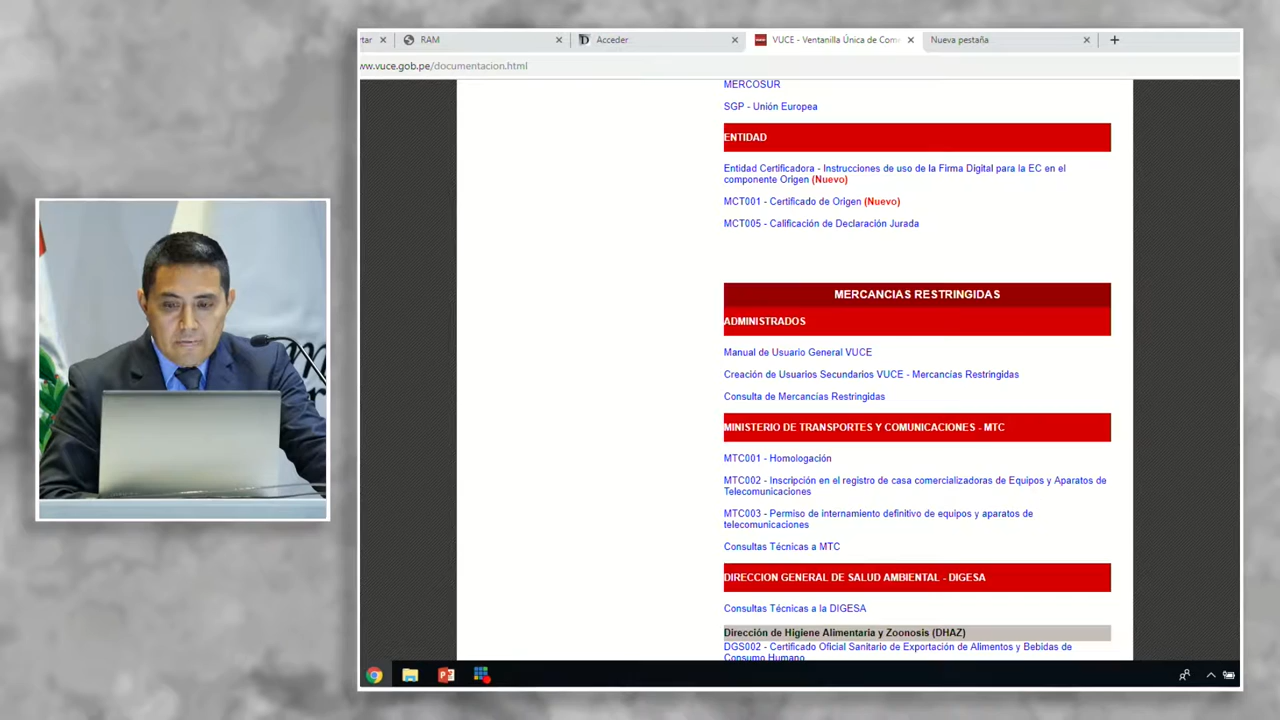 tar
RAM
Acceder
VUCE - Ventanilla Única de Com
Nueva pestaña
ww.vuce.gob.pe/documentacion.html
MERCOSUR
SGP - Unión Europea
ENTIDAD
Entidad Certificadora - Instrucciones de uso de la Firma Digital para la EC en el
componente Origen (Nuevo)
MCT001 - Certificado de Origen (Nuevo)
MCT005 - Calificación de Declaración Jurada
MERCANCIAS RESTRINGIDAS
ADMINISTRADOS
Manual de Usuario General VUCE
Creación de Usuarios Secundarios VUCE - Mercancías Restringidas
Consulta de Mercancías Restringidas
MINISTERIO DE TRANSPORTES Y COMUNICACIONES - MTC
MTC001 - Homologación
MTC002 - Inscripción en el registro de casa comercializadoras de Equipos y Aparatos de
Telecomunicaciones
MTC003 - Permiso de internamiento definitivo de equipos y aparatos de
telecomunicaciones
Consultas Técnicas a MTC
DIRECCION GENERAL DE SALUD AMBIENTAL - DIGESA
Consultas Técnicas a la DIGESA
Dirección de Higiene Alimentaria y Zoonosis (DHAZ)
DGS002 - Certificado Oficial Sanitario de Exportación de Alimentos y Bebidas de
Consumo Humano